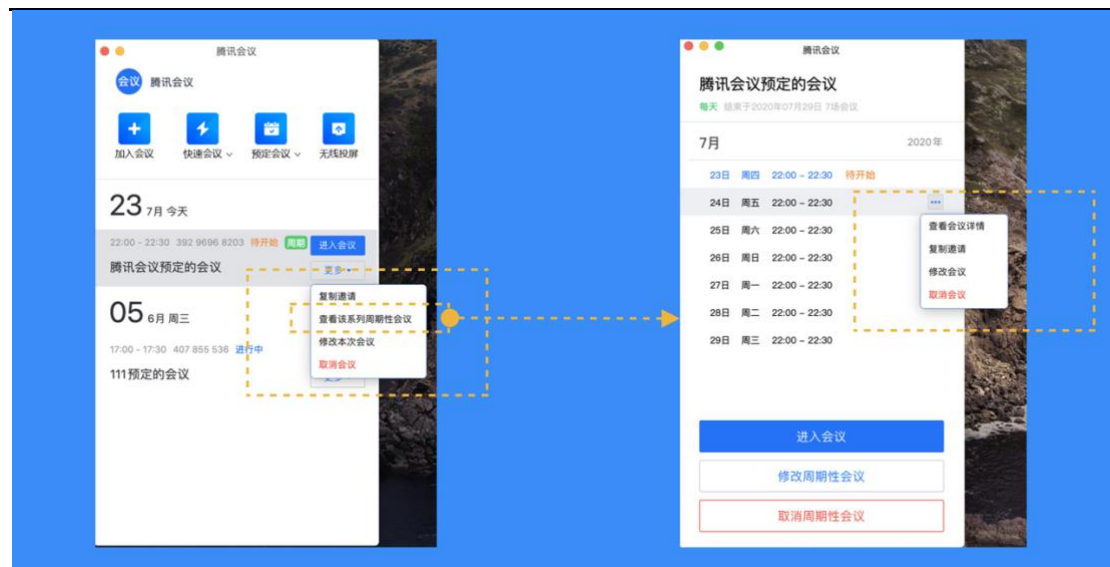 腾讯会议
会议 腾讯会议
加入会议 快速会议 预定会议 无线投屏
23 7月 今天
22:00 - 22:30 392 9696 8203 待开始 周期 进入会议
腾讯会议预定的会议 更多
复制邀请
查看该系列周期性会议
修改本次会议
取消会议
05 6月 周三
17:00 - 17:30 407 855 536 进行中
111预定的会议 更多
腾讯会议
腾讯会议预定的会议
每天 结束于2020年07月29日 7场会议
7月 2020年
23日 周四 22:00 - 22:30 待开始
24日 周五 22:00 - 22:30
25日 周六 22:00 - 22:30
26日 周日 22:00 - 22:30
27日 周一 22:00 - 22:30
28日 周二 22:00 - 22:30
29日 周三 22:00 - 22:30
查看会议详情
复制邀请
修改会议
取消会议
进入会议
修改周期性会议
取消周期性会议